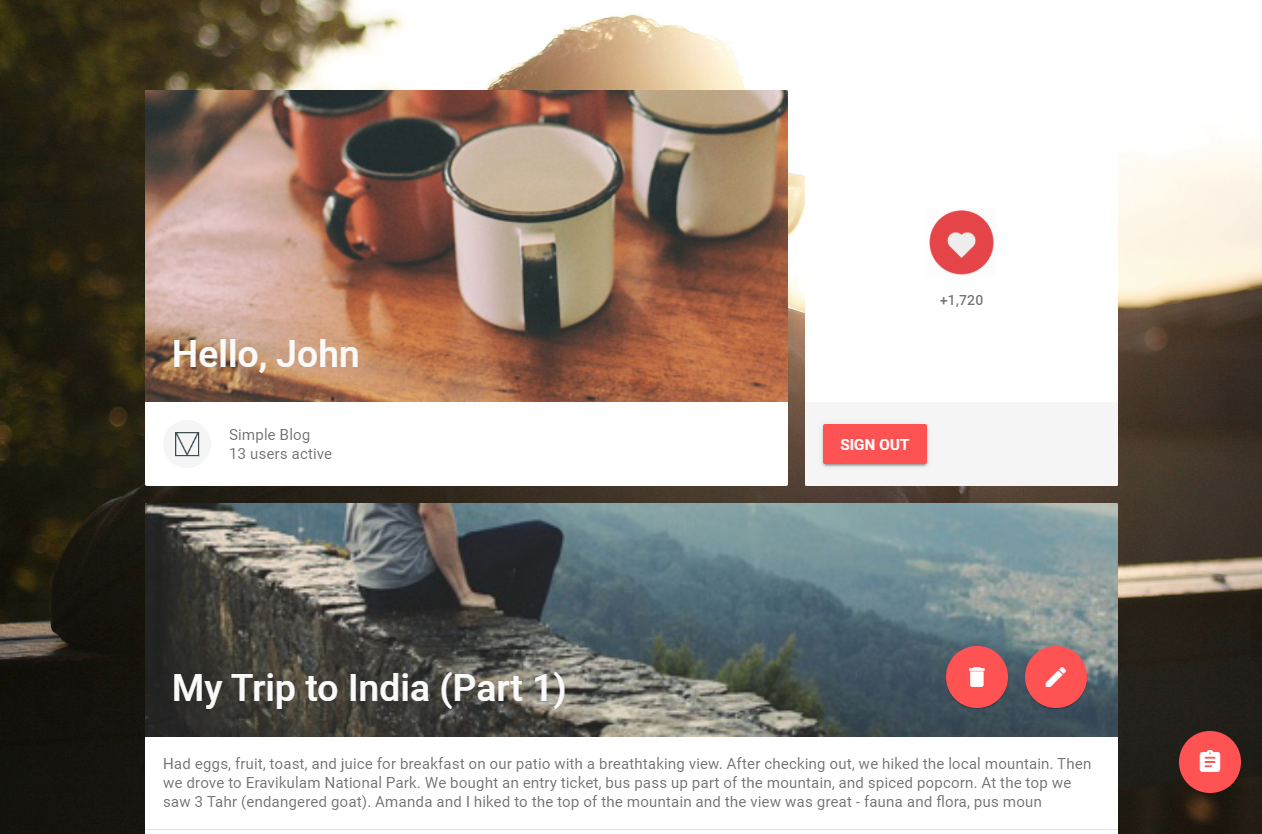 Hello, John
Simple Blog
13 users active
+1,720
SIGN OUT
My Trip to India (Part 1)
Had eggs, fruit, toast, and juice for breakfast on our patio with a breathtaking view. After checking out, we hiked the local mountain. Then
we drove to Eravikulam National Park. We bought an entry ticket, bus pass up part of the mountain, and spiced popcorn. At the top we
saw 3 Tahr (endangered goat). Amanda and I hiked to the top of the mountain and the view was great - fauna and flora, pus moun